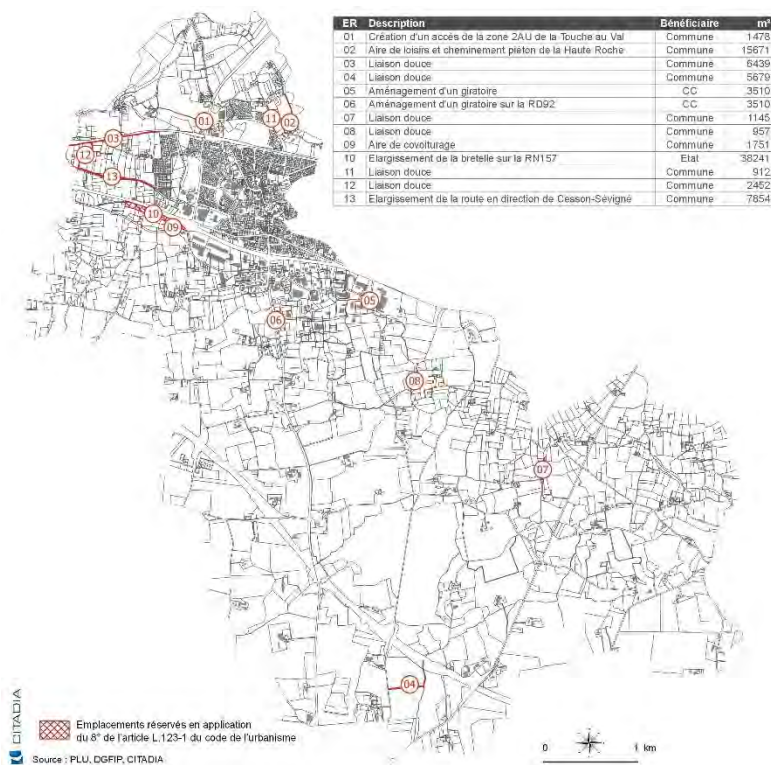 ER Description Bénéficiaire m²
01 Création d'un accès de la zone 2AU de la Touche au Val Commune 1478
02 Aire de loisirs et cheminement piéton de la Haute Roche Commune 15671
03 Liaison douce Commune 6439
04 Liaison douce Commune 5679
05 Aménagement d'un giratoire CC 3510
06 Aménagement d'un giratoire sur la RD92 CC 3510
07 Liaison douce Commune 1145
08 Liaison douce Commune 957
09 Aire de covoiturage Commune 1751
10 Elargissement de la bretelle sur la RN157 Etat 38241
11 Liaison douce Commune 912
12 Liaison douce Commune 2452
13 Elargissement de la route en direction de Cesson-Sévigné Commune 7854
01
11
02
03
12
13
10
09
05
06
08
07
04
CITADIA
Emplacements réservés en application
du 8° de l'article L.123-1 du code de l'urbanisme
Source : PLU, DGFIP, CITADIA
0 1 km